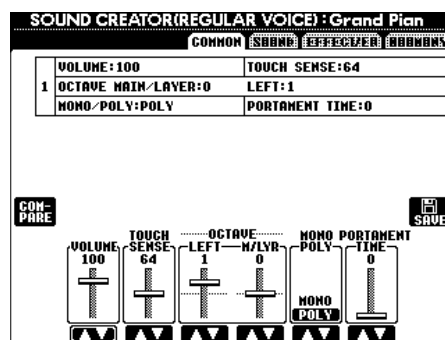 SOUND CREATOR(REGULAR VOICE) : Grand Pian
COMMON SOUND EFFECT/EQ HARMONY
VOLUME:100 TOUCH SENSE:64
1 OCTAVE MAIN/LAYER:0 LEFT:1
MONO/POLY:POLY PORTAMENT TIME:0
COM-
PARE
SAVE
TOUCH OCTAVE MONO PORTAMENT
VOLUME SENSE LEFT M/LYR POLY TIME
100 64 1 0 0
MONO
POLY